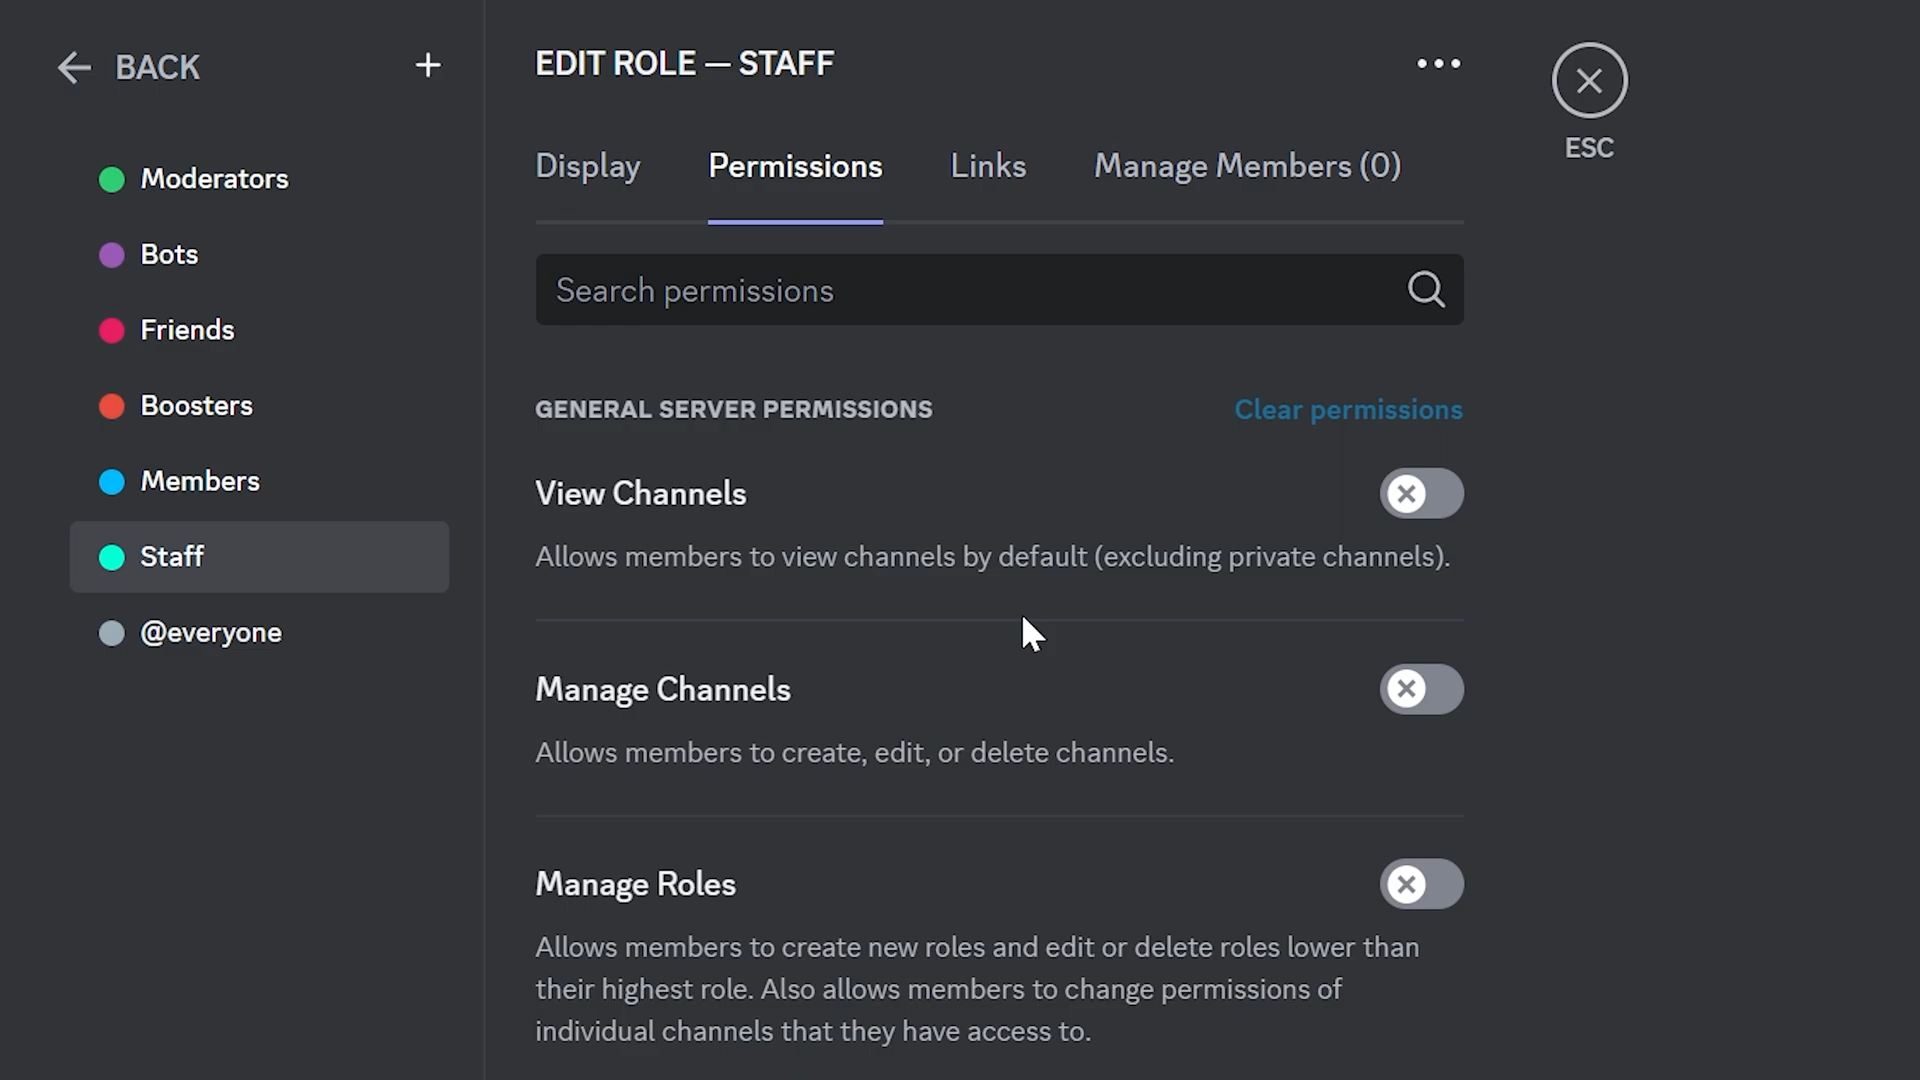 BACK
Moderators
Bots
Friends
Boosters
Members
Staff
@everyone
EDIT ROLE — STAFF
Display Permissions Links Manage Members (0)
Search permissions
GENERAL SERVER PERMISSIONS Clear permissions
View Channels
Allows members to view channels by default (excluding private channels).
Manage Channels
Allows members to create, edit, or delete channels.
Manage Roles
Allows members to create new roles and edit or delete roles lower than
their highest role. Also allows members to change permissions of
individual channels that they have access to.
ESC